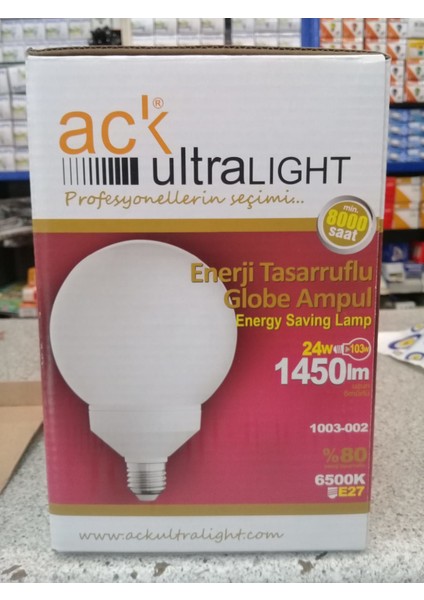 ack®
ultraLIGHT
Profesyonellerin seçimi...
min.
8000
saat
Enerji Tasarruflu
Globe Ampul
Energy Saving Lamp
24W 103W
1450lm
1003-002
%80
6500K
E27
www.ackultralight.com